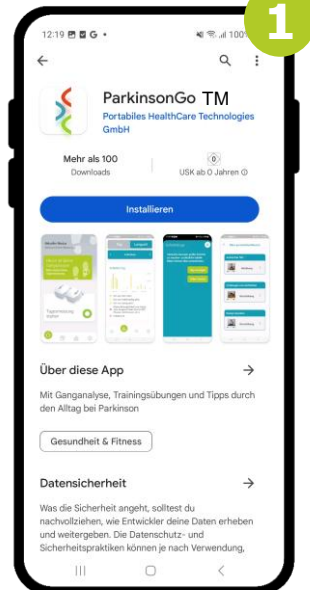 1
12:19 G •
100%
ParkinsonGo TM
Portabiles HealthCare Technologies
GmbH
Mehr als 100
Downloads
0
USK ab 0 Jahren
Installieren
Über diese App
Mit Ganganalyse, Trainingsübungen und Tipps durch
den Alltag bei Parkinson
Gesundheit & Fitness
Datensicherheit
Was die Sicherheit angeht, solltest du
nachvollziehen, wie Entwickler deine Daten erheben
und weitergeben. Die Datenschutz- und
Sicherheitspraktiken können je nach Verwendung,